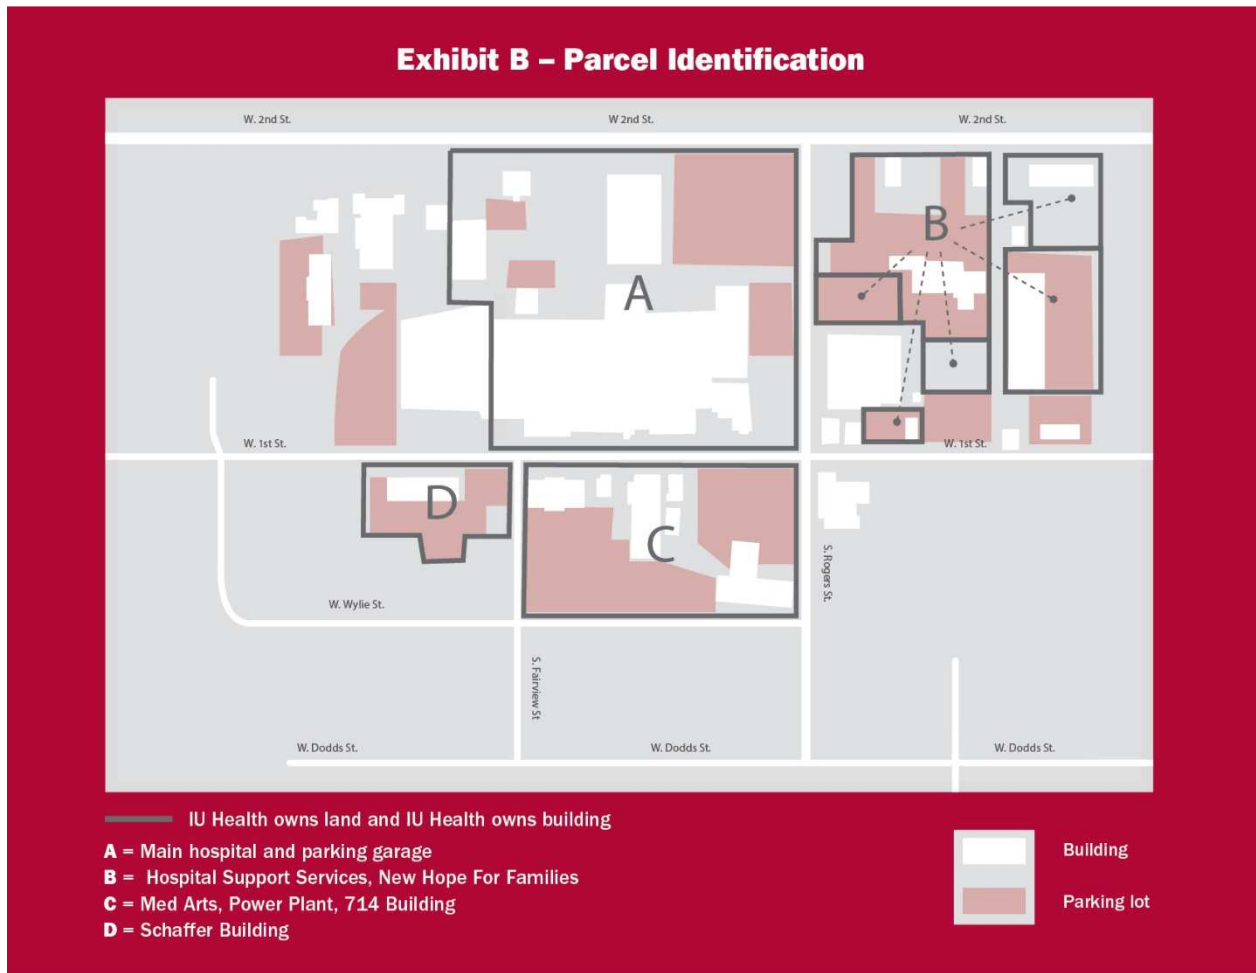 Exhibit B – Parcel Identification
W. 2nd St.
W 2nd St.
W. 2nd St.
B
A
W. 1st St.
W. 1st St.
D
C
S. Rogers St.
W. Wylie St.
S. Fairview St
W. Dodds St.
W. Dodds St.
W. Dodds St.
IU Health owns land and IU Health owns building
A = Main hospital and parking garage
B = Hospital Support Services, New Hope For Families
C = Med Arts, Power Plant, 714 Building
D = Schaffer Building
Building
Parking lot